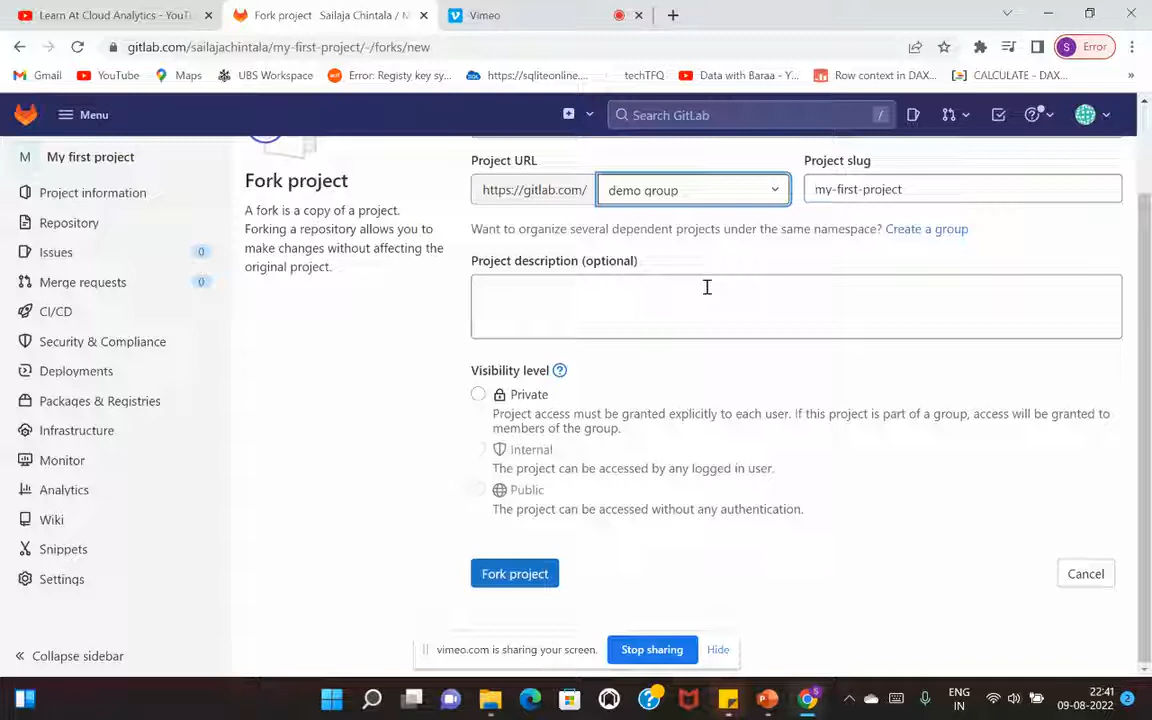 Learn At Cloud Analytics - YouTu
Fork project · Sailaja Chintala / M
Vimeo
gitlab.com/sailajachintala/my-first-project/-/forks/new
S Error
Gmail
YouTube
Maps
UBS Workspace
Error: Registy key sy...
https://sqliteonline....
techTFQ
Data with Baraa - Y...
Row context in DAX...
CALCULATE - DAX...
»
Menu
Search GitLab
/
M My first project
Project information
Repository
Issues 0
Merge requests 0
CI/CD
Security & Compliance
Deployments
Packages & Registries
Infrastructure
Monitor
Analytics
Wiki
Snippets
Settings
Collapse sidebar
Fork project
A fork is a copy of a project.
Forking a repository allows you to
make changes without affecting the
original project.
Project URL
Project slug
https://gitlab.com/ demo group
my-first-project
Want to organize several dependent projects under the same namespace? Create a group
Project description (optional)
Visibility level
Private
Project access must be granted explicitly to each user. If this project is part of a group, access will be granted to
members of the group.
Internal
The project can be accessed by any logged in user.
Public
The project can be accessed without any authentication.
Fork project
Cancel
vimeo.com is sharing your screen.
Stop sharing
Hide
ENG
IN
22:41
09-08-2022
2